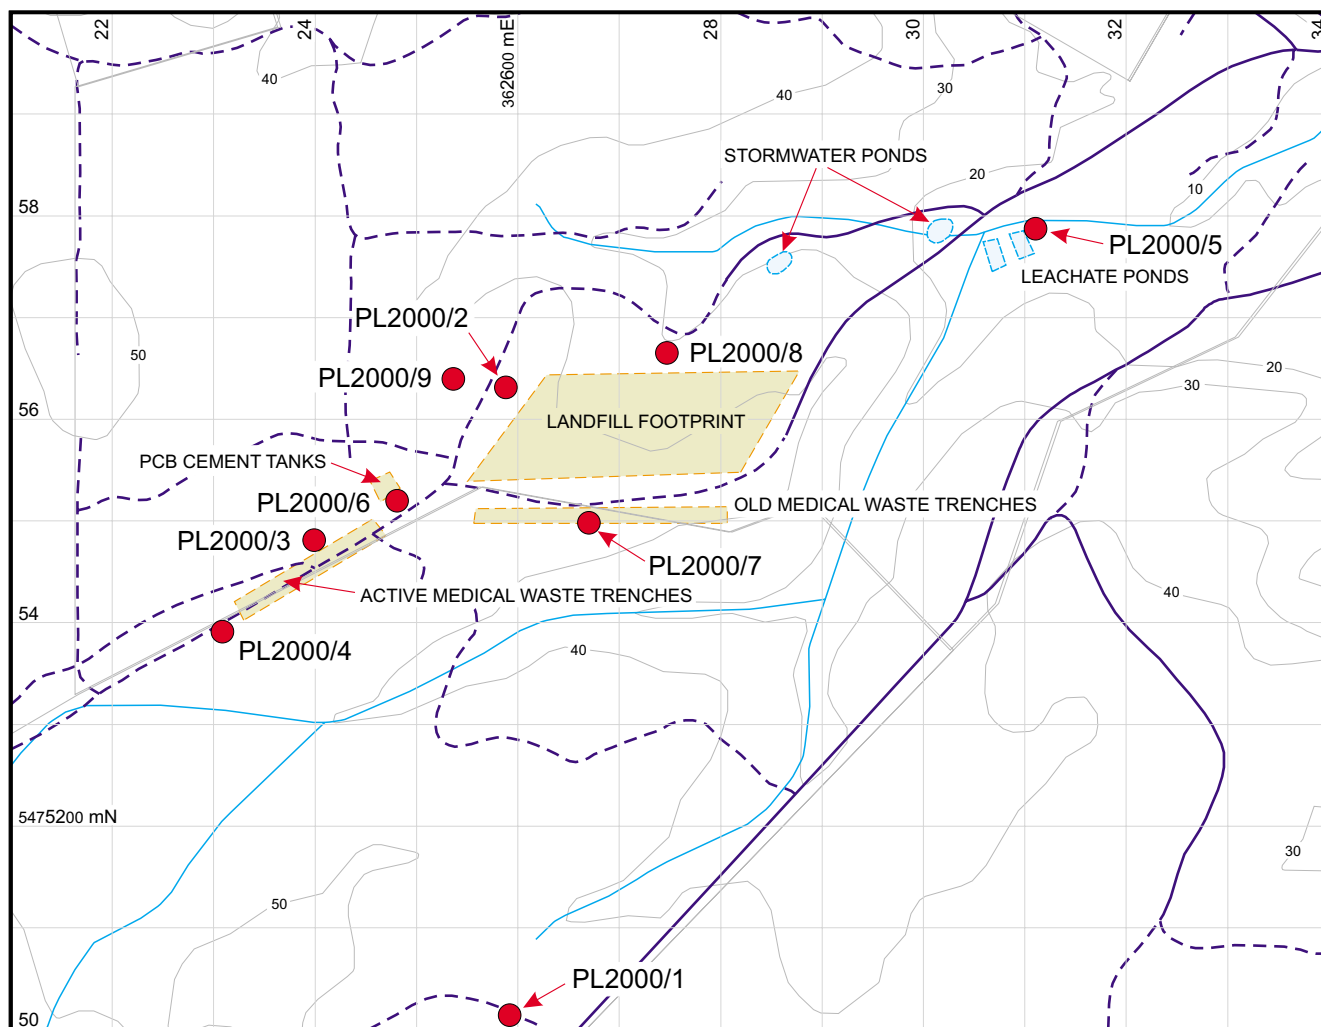 22
24
3622600 mE
28
30
32
34
40
40
30
STORMWATER PONDS
20
10
58
PL2000/5
LEACHATE PONDS
PL2000/2
50
PL2000/8
PL2000/9
20
30
56
LANDFILL FOOTPRINT
PCB CEMENT TANKS
PL2000/6
OLD MEDICAL WASTE TRENCHES
PL2000/3
PL2000/7
ACTIVE MEDICAL WASTE TRENCHES
40
54
PL2000/4
40
5475200 mN
30
50
PL2000/1
50